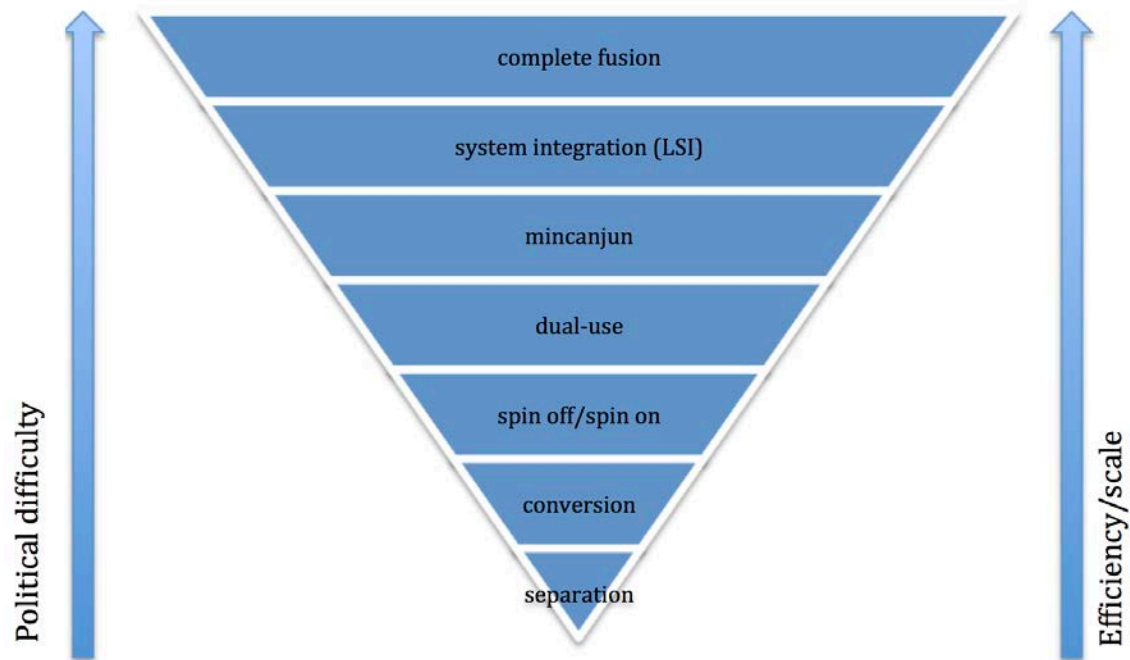 complete fusion
system integration (LSI)
mincanjun
dual-use
spin off/spin on
conversion
separation
Political difficulty
Efficiency/scale